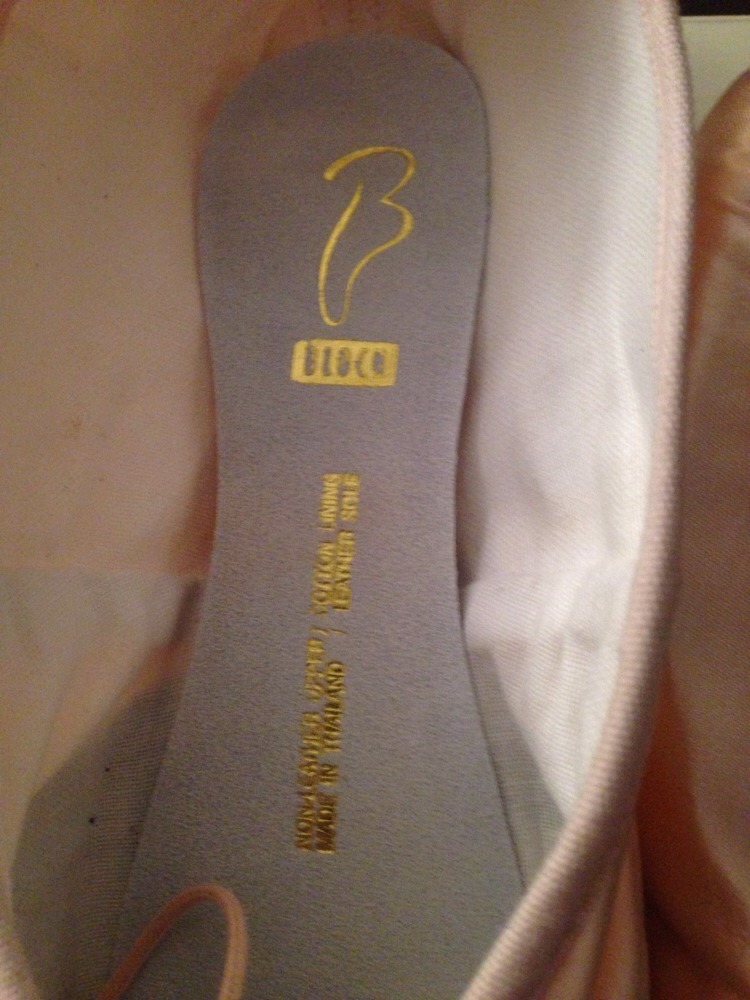 B
BLOCH
NON-LEATHER UPPER / COTTON LINING
MADE IN THAILAND / LEATHER SOLE